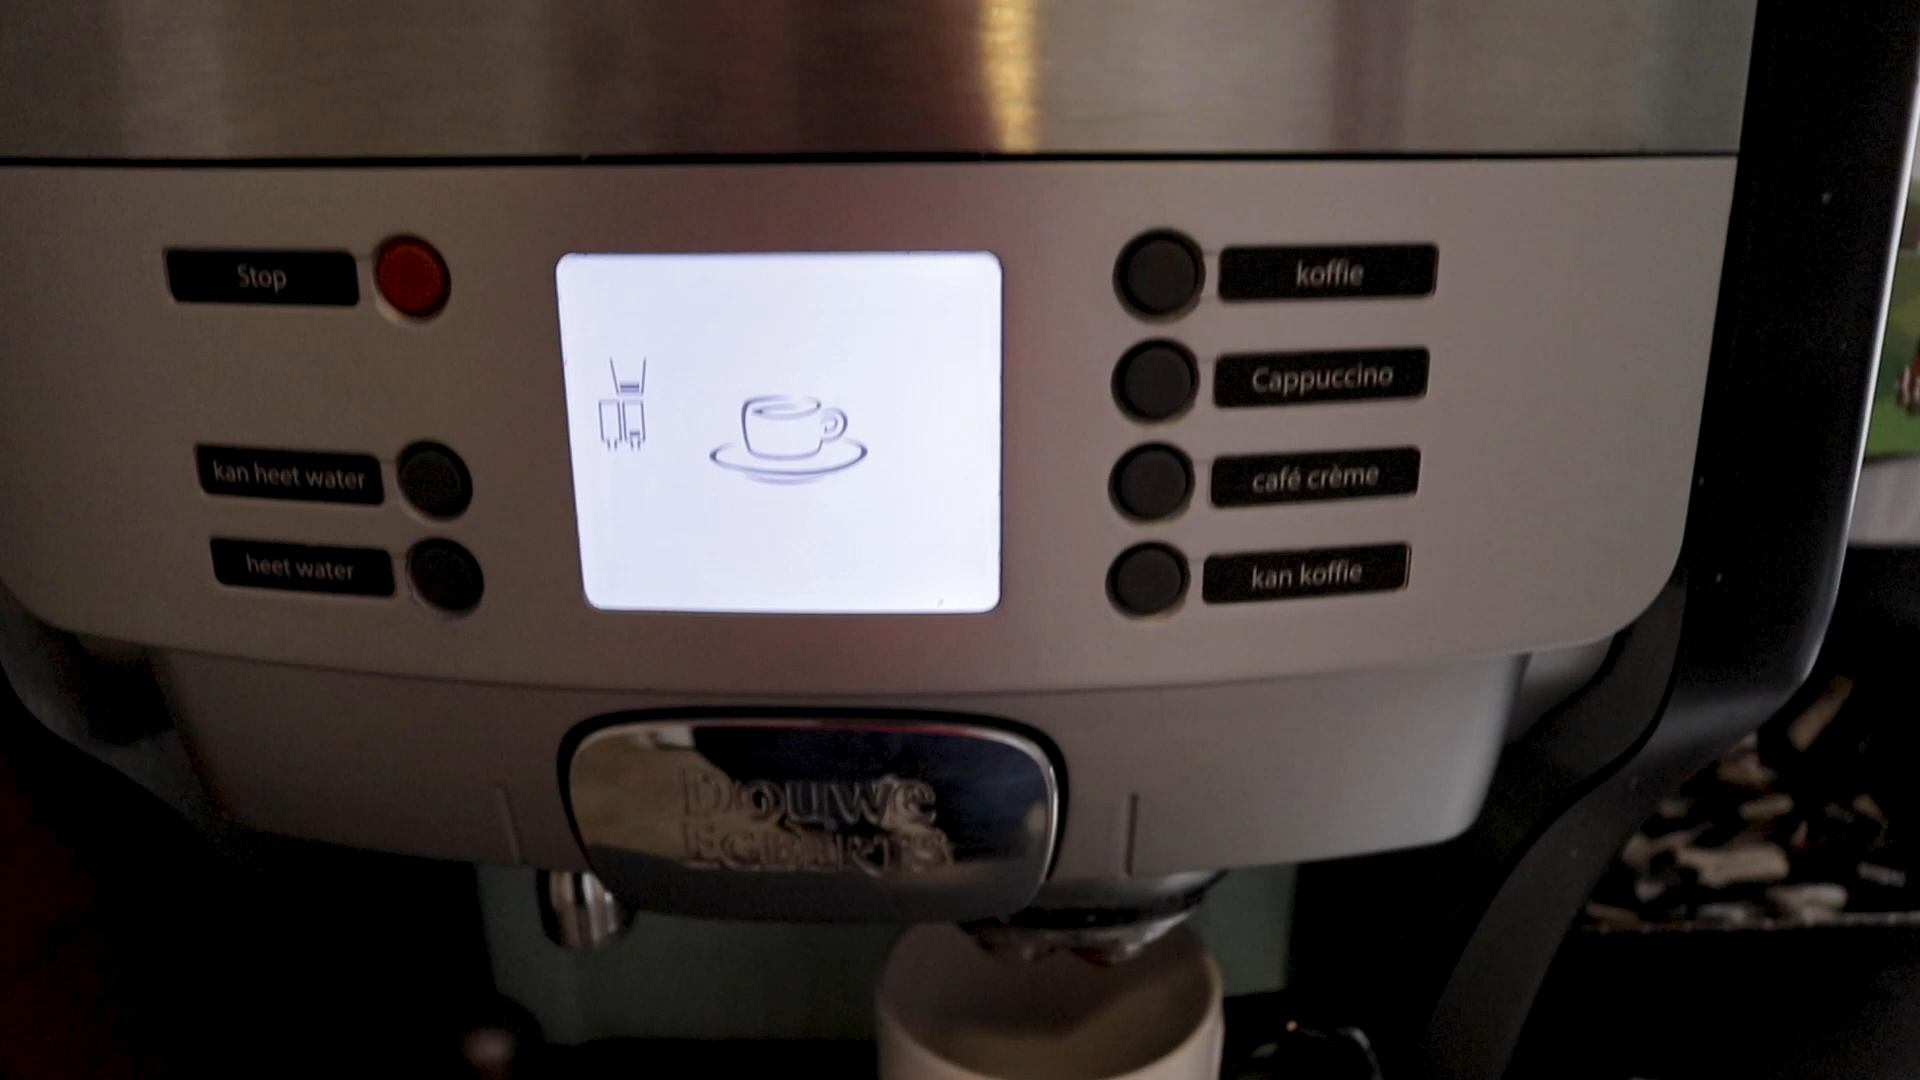 Stop
koffie
Cappuccino
kan heet water
café crème
heet water
kan koffie
Douwe
Egberts